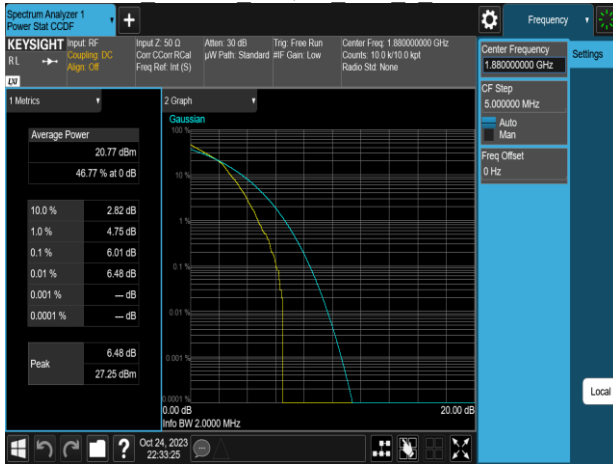 Spectrum Analyzer 1
Power Stat CCDF
Frequency
KEYSIGHT
RL
LXI
Input: RF
Coupling: DC
Align: Off
Input Z: 50 Ω
Corr CCorr RCal
Freq Ref: Int (S)
Atten: 30 dB
µW Path: Standard
Trig: Free Run
#IF Gain: Low
Center Freq: 1.880000000 GHz
Counts: 10.0 k/10.0 kpt
Radio Std: None
1 Metrics
Average Power
20.77 dBm
46.77 % at 0 dB
10.0 % 2.82 dB
1.0 % 4.75 dB
0.1 % 6.01 dB
0.01 % 6.48 dB
0.001 % --- dB
0.0001 % --- dB
Peak
6.48 dB
27.25 dBm
2 Graph
Gaussian
100 %
10 %
1 %
0.1 %
0.01 %
0.001 %
0.0001 %
0.00 dB 20.00 dB
Info BW 2.0000 MHz
Center Frequency
1.880000000 GHz
CF Step
5.000000 MHz
Auto
Man
Freq Offset
0 Hz
Settings
Local
?
Oct 24, 2023
22:33:25